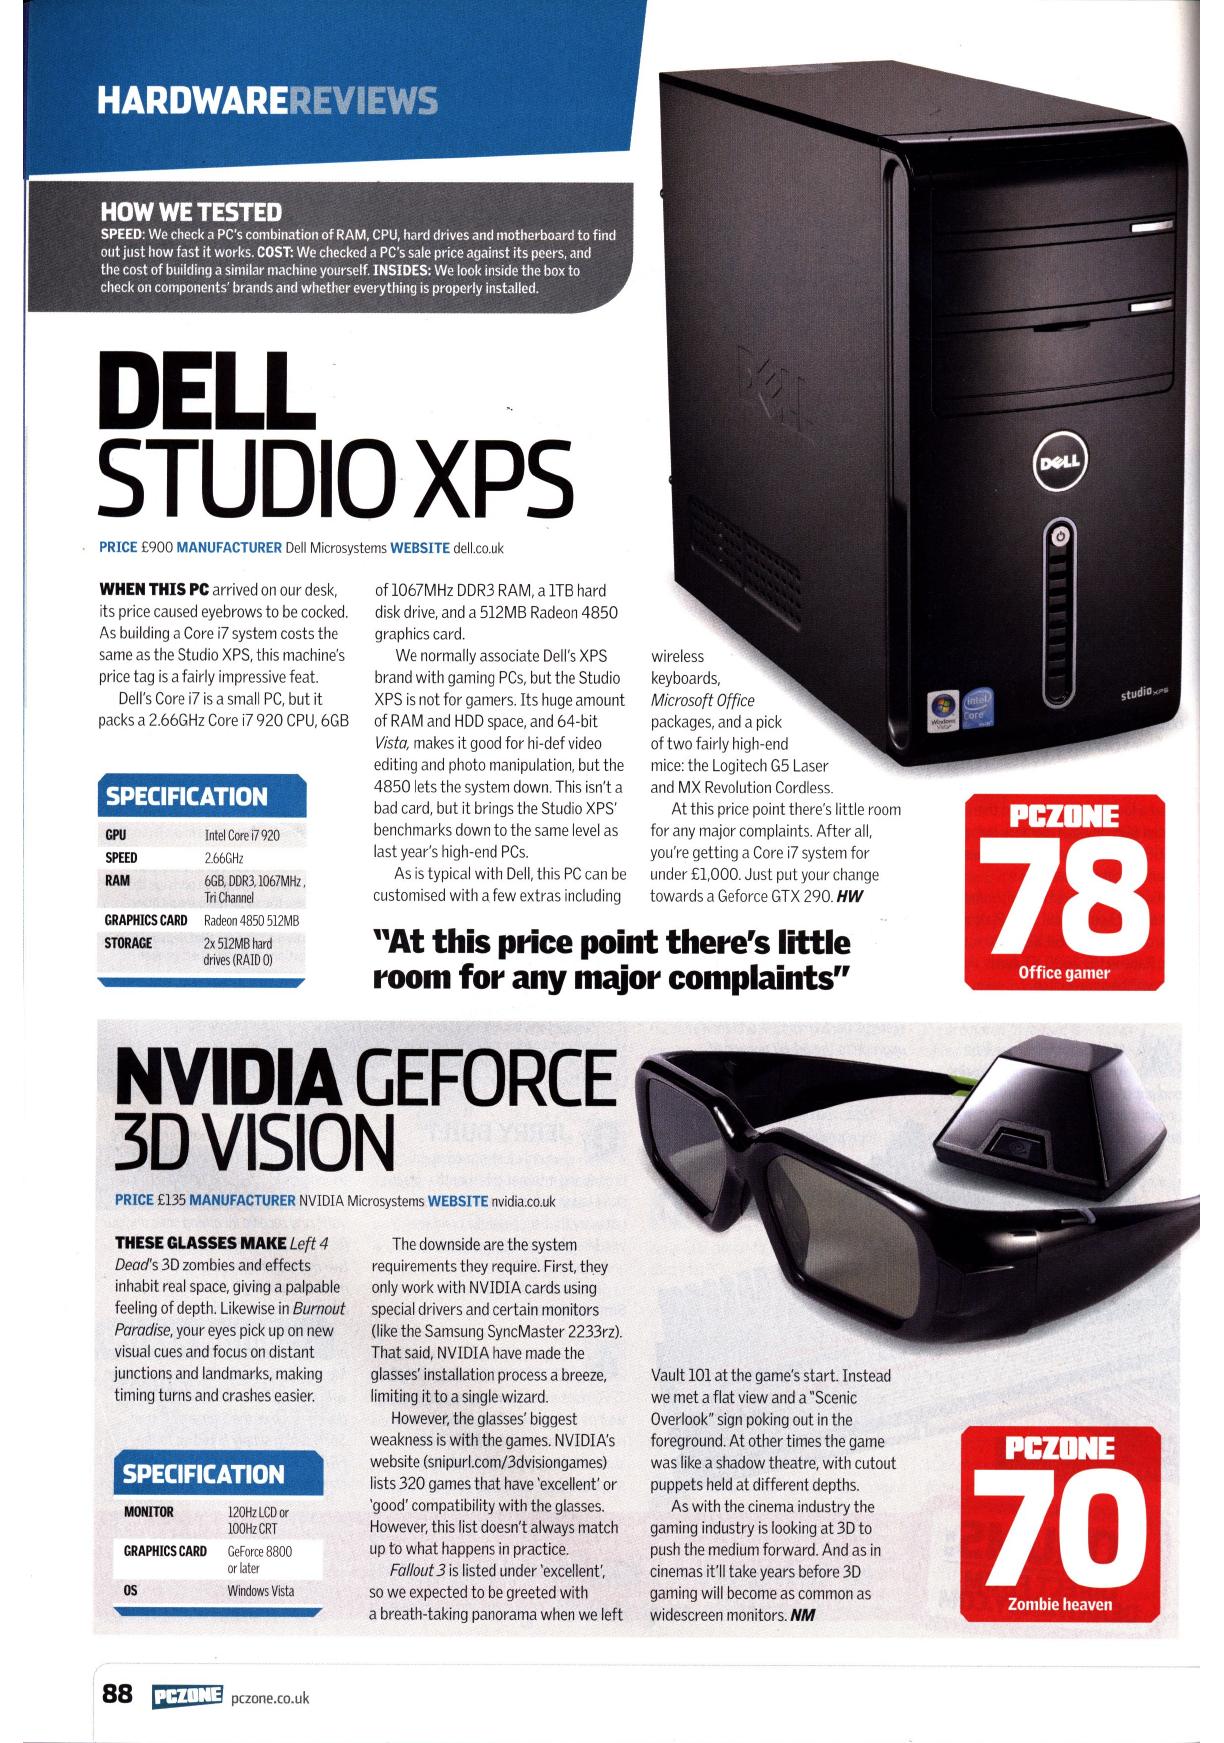 HARDWAREREVIEWS
HOW WE TESTED
SPEED: We check a PC's combination of RAM, CPU, hard drives and motherboard to find
out just how fast it works. COST: We checked a PC's sale price against its peers, and
the cost of building a similar machine yourself. INSIDES: We look inside the box to
check on components' brands and whether everything is properly installed.
DELL
STUDIO XPS
PRICE £900 MANUFACTURER Dell Microsystems WEBSITE dell.co.uk
WHEN THIS PC arrived on our desk,
its price caused eyebrows to be cocked.
As building a Core i7 system costs the
same as the Studio XPS, this machine's
price tag is a fairly impressive feat.
Dell's Core i7 is a small PC, but it
packs a 2.66GHz Core i7 920 CPU, 6GB
of 1067MHz DDR3 RAM, a 1TB hard
disk drive, and a 512MB Radeon 4850
graphics card.
We normally associate Dell's XPS
brand with gaming PCs, but the Studio
XPS is not for gamers. Its huge amount
of RAM and HDD space, and 64-bit
Vista, makes it good for hi-def video
editing and photo manipulation, but the
4850 lets the system down. This isn't a
bad card, but it brings the Studio XPS'
benchmarks down to the same level as
last year's high-end PCs.
As is typical with Dell, this PC can be
customised with a few extras including
wireless
keyboards,
Microsoft Office
packages, and a pick
of two fairly high-end
mice: the Logitech G5 Laser
and MX Revolution Cordless.
At this price point there's little room
for any major complaints. After all,
you're getting a Core i7 system for
under £1,000. Just put your change
towards a Geforce GTX 290. HW
SPECIFICATION
GPU Intel Core i7 920
SPEED 2.66GHz
RAM 6GB, DDR3, 1067MHz,
Tri Channel
GRAPHICS CARD Radeon 4850 512MB
STORAGE 2x 512MB hard
drives (RAID 0)
"At this price point there's little
room for any major complaints"
DELL
DELL
studio XPS
Windows Vista
intel Core
PCZONE
78
Office gamer
NVIDIA GEFORCE
3D VISION
PRICE £135 MANUFACTURER NVIDIA Microsystems WEBSITE nvidia.co.uk
THESE GLASSES MAKE Left 4
Dead's 3D zombies and effects
inhabit real space, giving a palpable
feeling of depth. Likewise in Burnout
Paradise, your eyes pick up on new
visual cues and focus on distant
junctions and landmarks, making
timing turns and crashes easier.
The downside are the system
requirements they require. First, they
only work with NVIDIA cards using
special drivers and certain monitors
(like the Samsung SyncMaster 2233rz).
That said, NVIDIA have made the
glasses' installation process a breeze,
limiting it to a single wizard.
However, the glasses' biggest
weakness is with the games. NVIDIA's
website (snipurl.com/3dvisiongames)
lists 320 games that have 'excellent' or
'good' compatibility with the glasses.
However, this list doesn't always match
up to what happens in practice.
Fallout 3 is listed under 'excellent',
so we expected to be greeted with
a breath-taking panorama when we left
Vault 101 at the game's start. Instead
we met a flat view and a "Scenic
Overlook" sign poking out in the
foreground. At other times the game
was like a shadow theatre, with cutout
puppets held at different depths.
As with the cinema industry the
gaming industry is looking at 3D to
push the medium forward. And as in
cinemas it'll take years before 3D
gaming will become as common as
widescreen monitors. NM
SPECIFICATION
MONITOR 120Hz LCD or
100Hz CRT
GRAPHICS CARD GeForce 8800
or later
OS Windows Vista
PCZONE
70
Zombie heaven
88 PCZONE pczone.co.uk